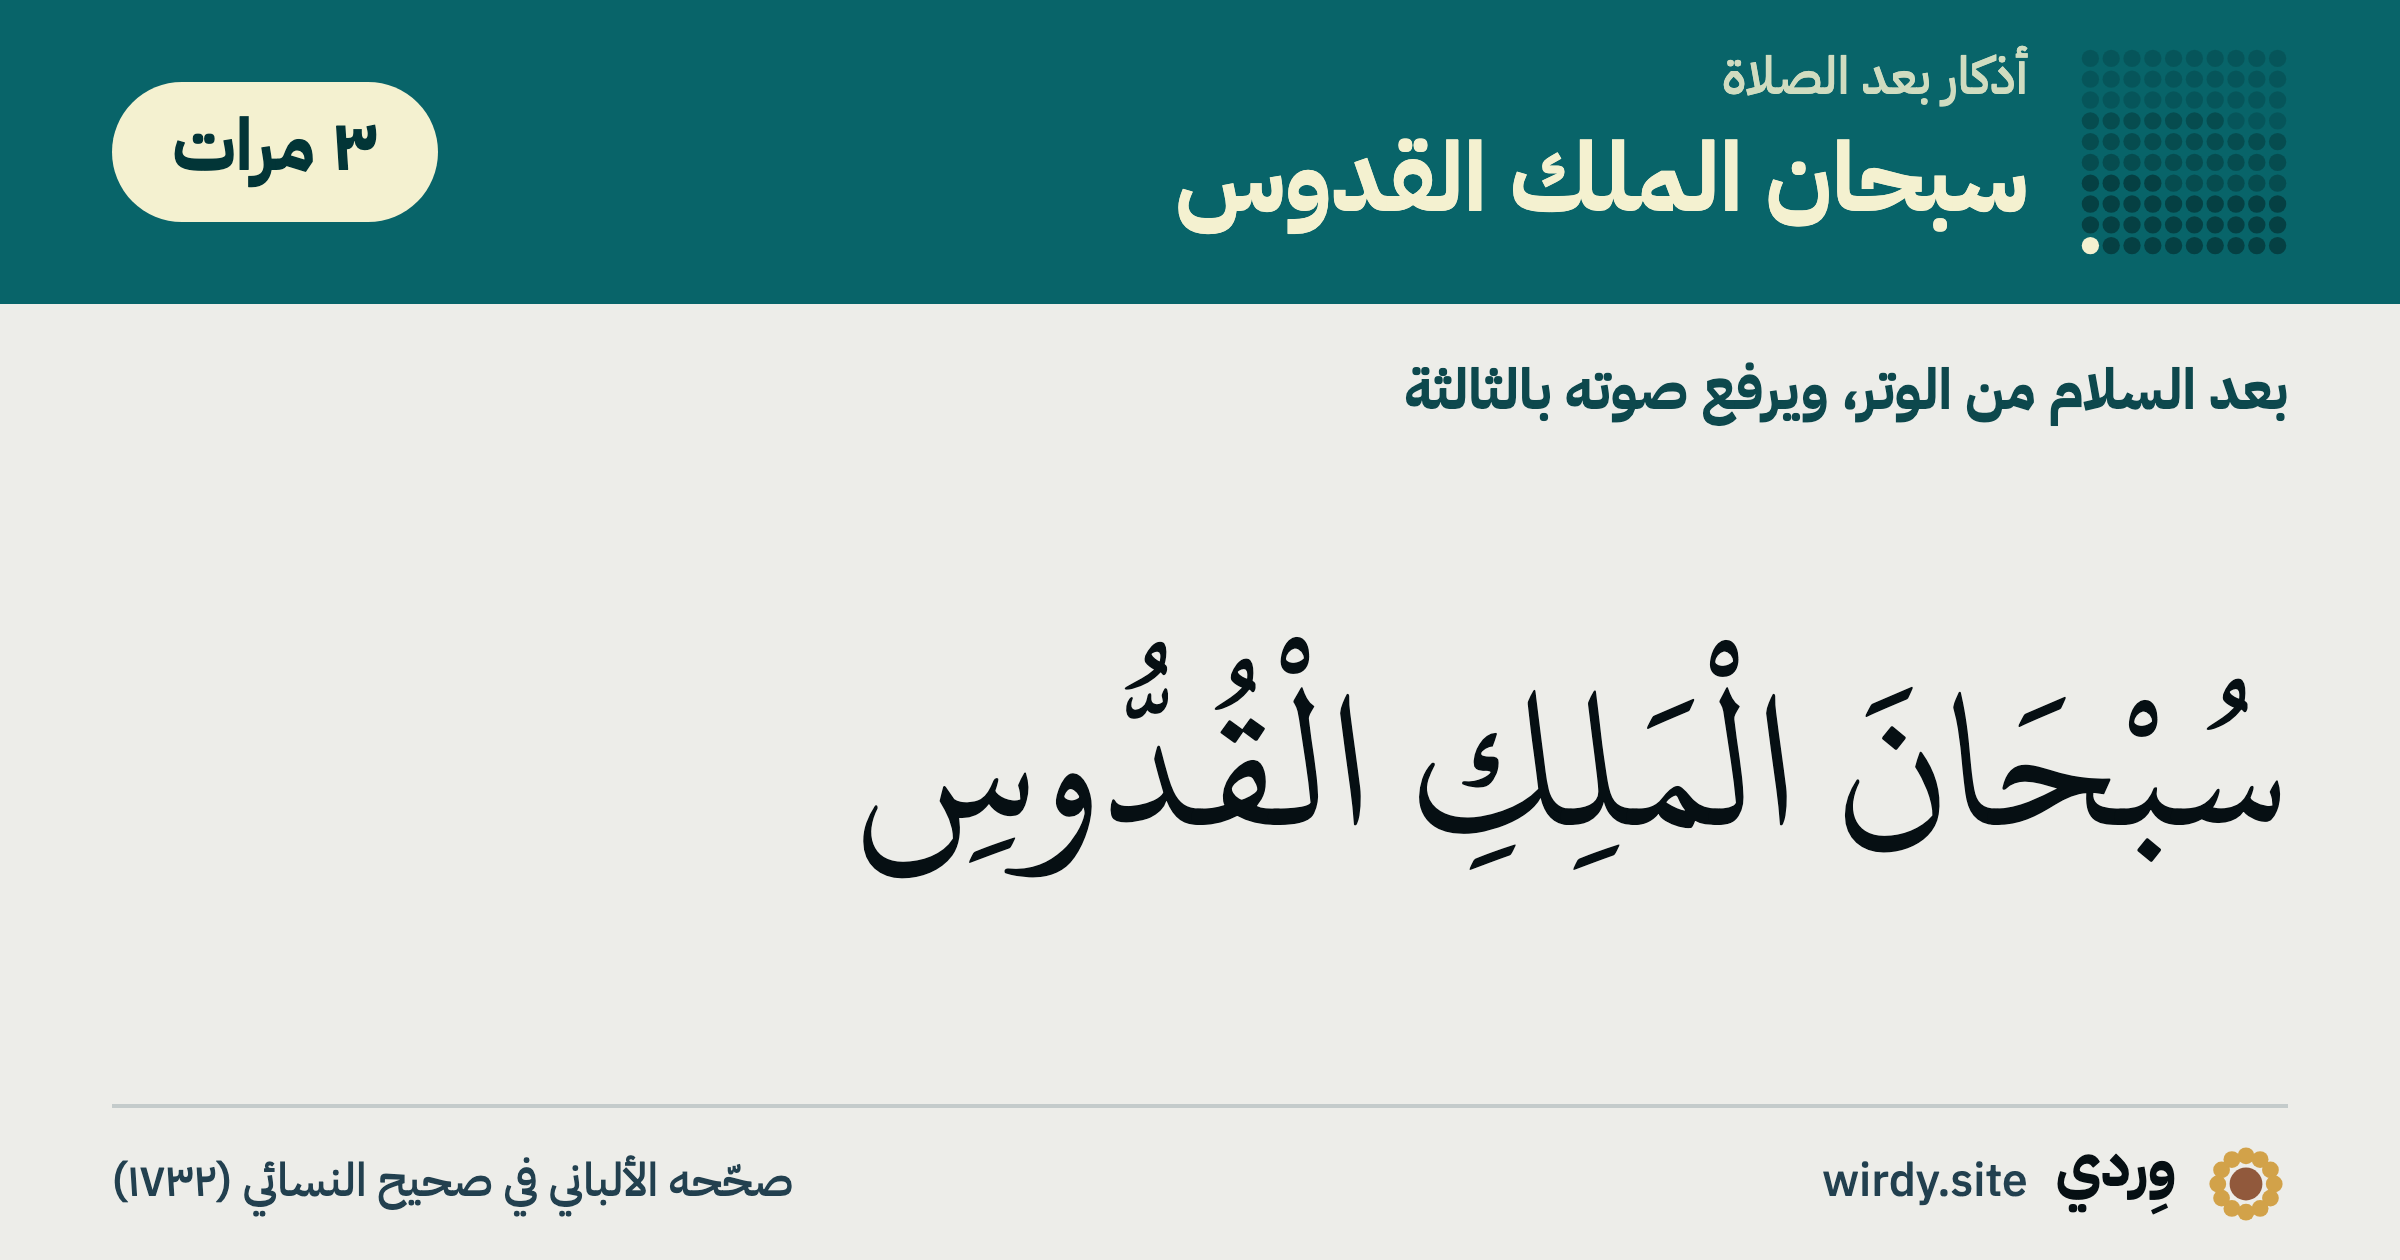 أذكار بعد الصلاة
سبحان الملك القدوس
٣ مرات
بعد السلام من الوتر، ويرفع صوته بالثالثة
سُبْحَانَ الْمَلِكِ الْقُدُّوسِ
وِردي wirdy.site
صحّحه الألباني في صحيح النسائي (١٧٣٢)